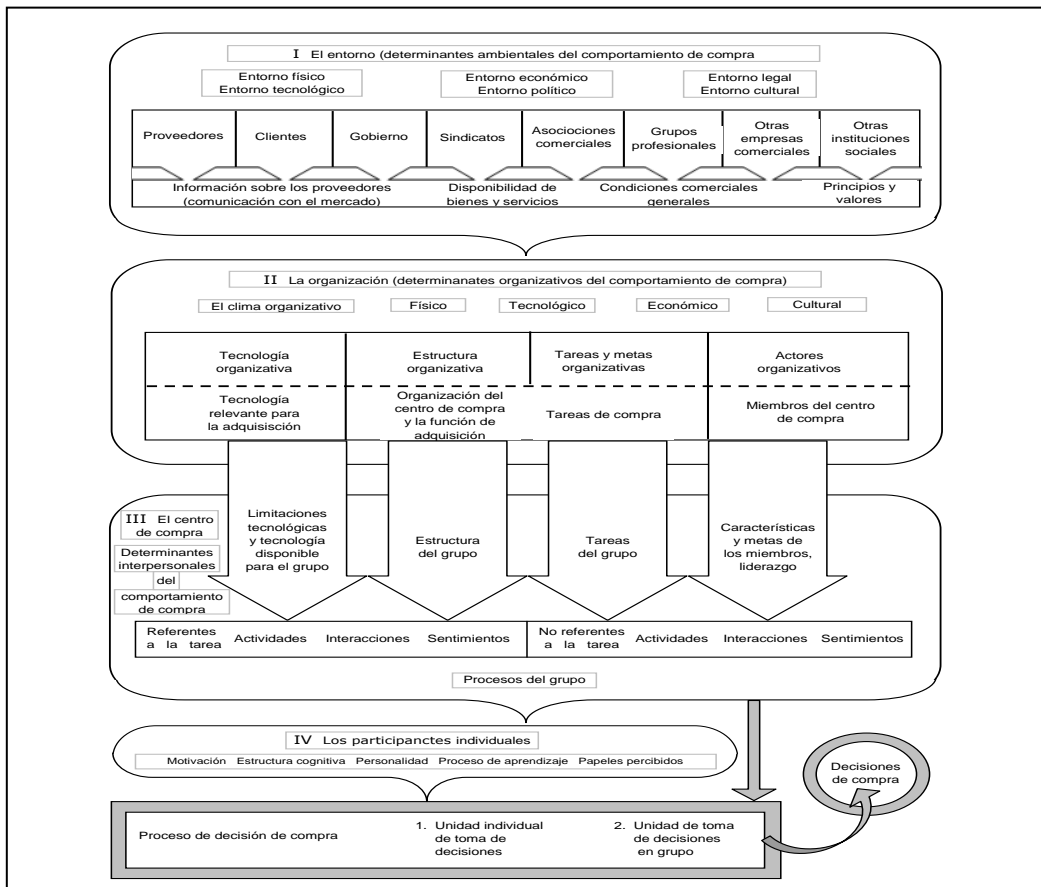 I El entorno (determinantes ambientales del comportamiento de compra
Entorno físico
Entorno tecnológico
Entorno económico
Entorno político
Entorno legal
Entorno cultural
Proveedores
Clientes
Gobierno
Sindicatos
Asociociones
comerciales
Grupos
profesionales
Otras
empresas
comerciales
Otras
instituciones
sociales
Información sobre los proveedores
(comunicación con el mercado)
Disponibilidad de
bienes y servicios
Condiciones comerciales
generales
Principios y
valores
II La organización (determinanates organizativos del comportamiento de compra)
El clima organizativo
Físico
Tecnológico
Económico
Cultural
Tecnología
organizativa
Estructura
organizativa
Tareas y metas
organizativas
Actores
organizativos
Tecnología
relevante para
la adquisisción
Organización del
centro de compra
y la función de
adquisición
Tareas de compra
Miembros del centro
de compra
III El centro
de compra
Determinantes
interpersonales
del
comportamiento
de compra
Limitaciones
tecnológicas
y tecnología
disponible
para el grupo
Estructura
del grupo
Tareas
del grupo
Características
y metas de
los miembros,
liderazgo
Referentes
a la tarea
Actividades
Interacciones
Sentimientos
No referentes
a la tarea
Actividades
Interacciones
Sentimientos
Procesos del grupo
IV Los participanctes individuales
Motivación Estructura cognitiva Personalidad Proceso de aprendizaje Papeles percibidos
Decisiones
de compra
Proceso de decisión de compra
1. Unidad individual
de toma de
decisiones
2. Unidad de toma
de decisiones
en grupo